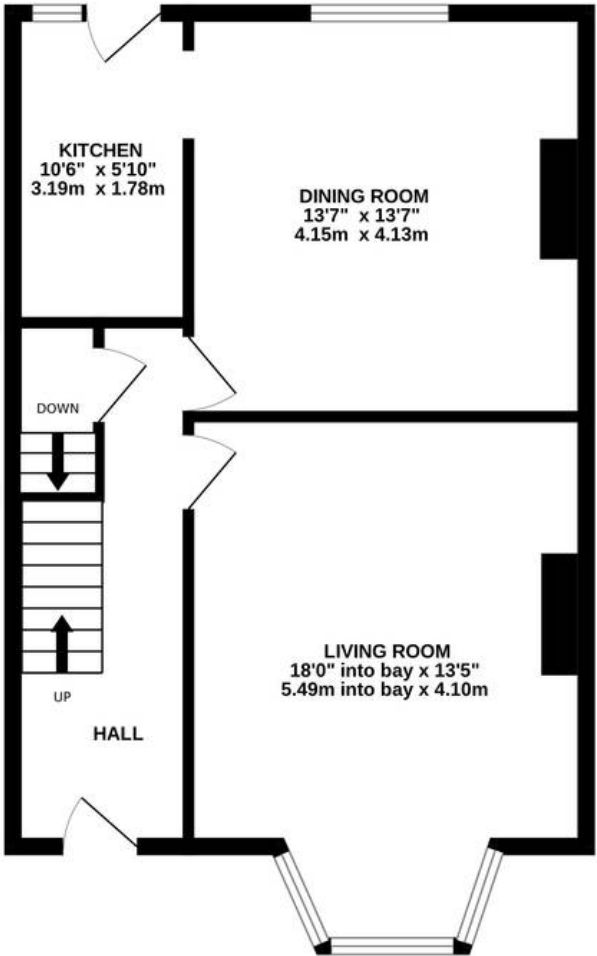 KITCHEN
10'6" x 5'10"
3.19m x 1.78m
DINING ROOM
13'7" x 13'7"
4.15m x 4.13m
DOWN
LIVING ROOM
18'0" into bay x 13'5"
5.49m into bay x 4.10m
UP
HALL